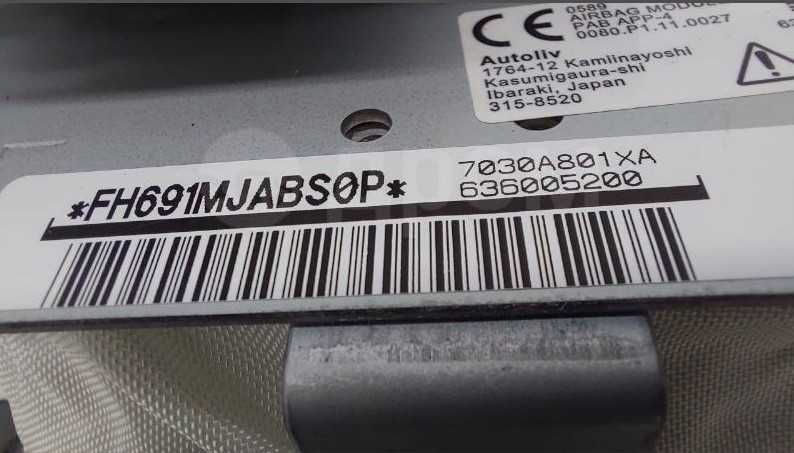 CE
0589
AIRBAG MODULE
PAB APP-4
0080.P1.11.0027
Autoliv
1764-12 Kamiinayoshi
Kasumigaura-shi
Ibaraki, Japan
315-8520
*FH691MJABS0P*
7030A801XA
636005200